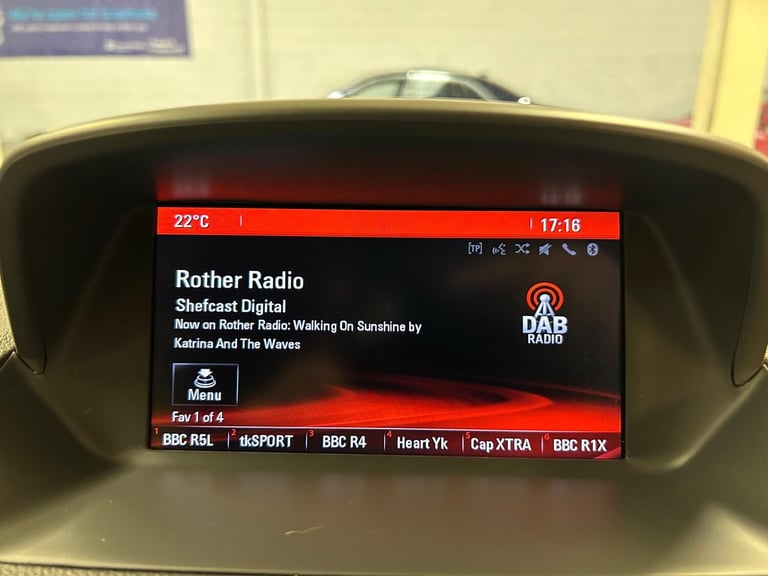 22°C
17:16
[TP]
Rother Radio
Shefcast Digital
Now on Rother Radio: Walking On Sunshine by
Katrina And The Waves
DAB
RADIO
Menu
Fav 1 of 4
1 BBC R5L 2 tkSPORT 3 BBC R4 4 Heart Yk 5 Cap XTRA 6 BBC R1X